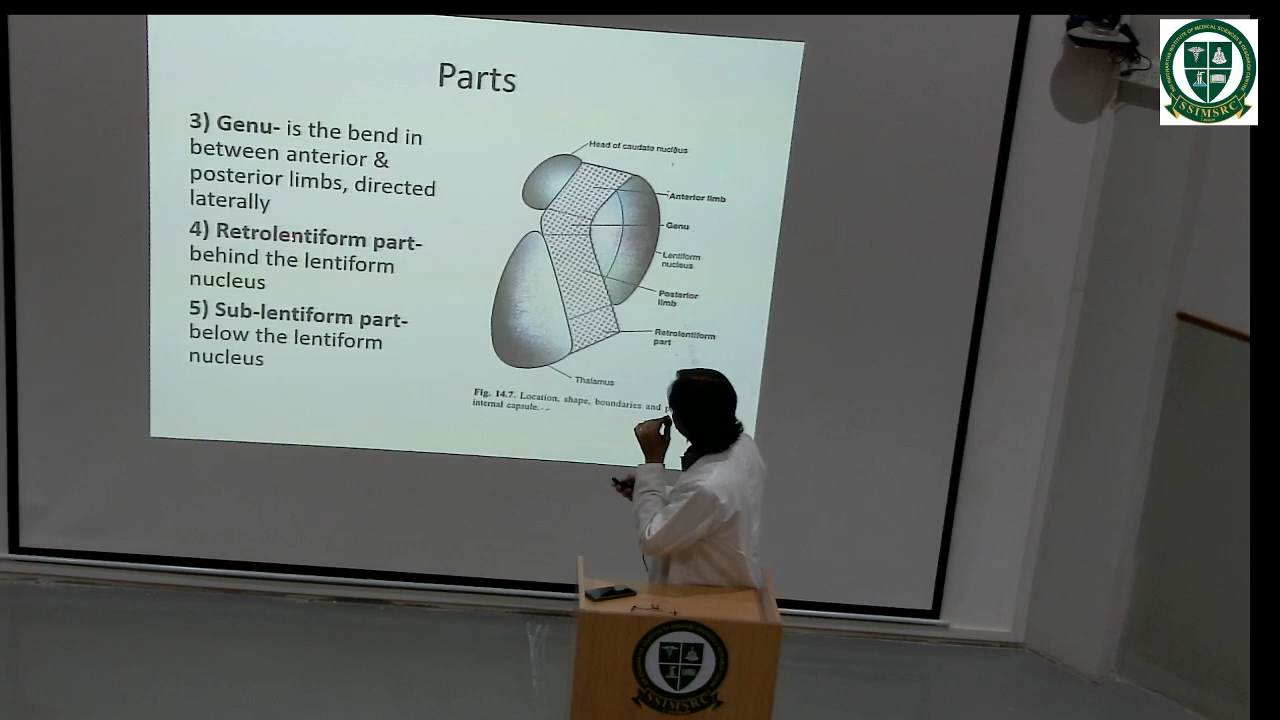 Parts
3) Genu- is the bend in
between anterior &
posterior limbs, directed
laterally
4) Retrolentiform part-
behind the lentiform
nucleus
5) Sub-lentiform part-
below the lentiform
nucleus
Head of caudate nucleus
Anterior limb
Genu
Lentiform
nucleus
Posterior
limb
Retrolentiform
part
Thalamus
Fig. 14.7. Location, shape, boundaries and
internal capsule.
SSIMSRC
SSIMSRC